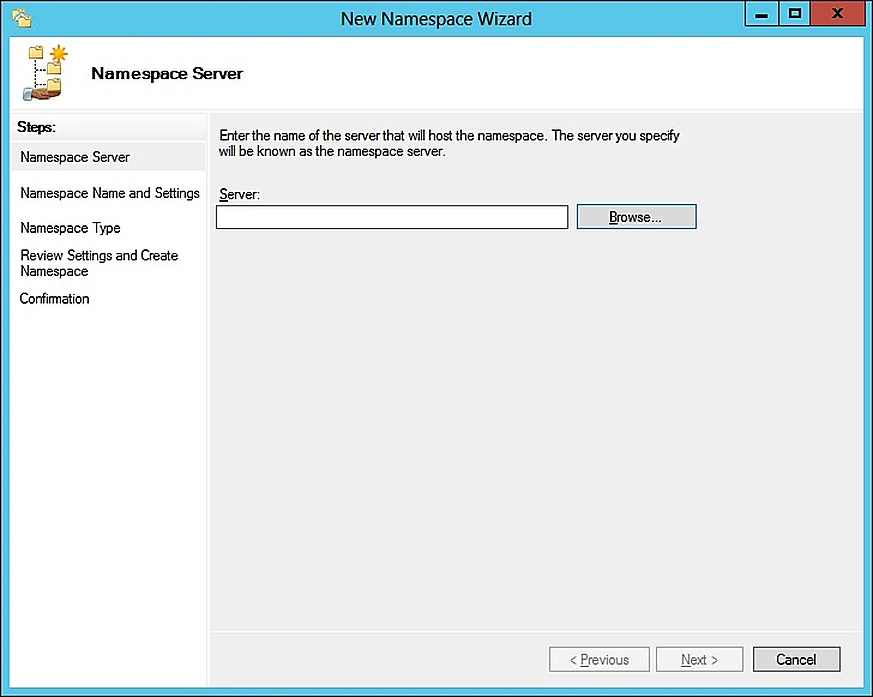 New Namespace Wizard
Namespace Server
Steps:
Namespace Server
Namespace Name and Settings
Namespace Type
Review Settings and Create
Namespace
Confirmation
Enter the name of the server that will host the namespace. The server you specify
will be known as the namespace server.
Server:
Browse...
< Previous
Next >
Cancel